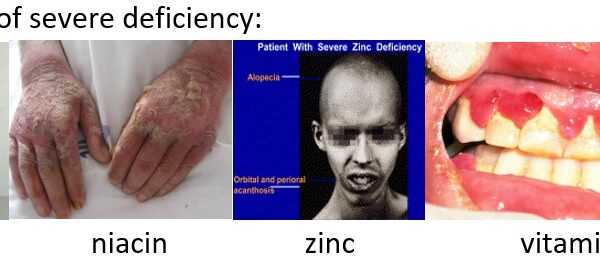 of severe deficiency:
Patient With Severe Zinc Deficiency
Alopecia
Orbital and perioral
acanthosis
niacin
zinc
vitami